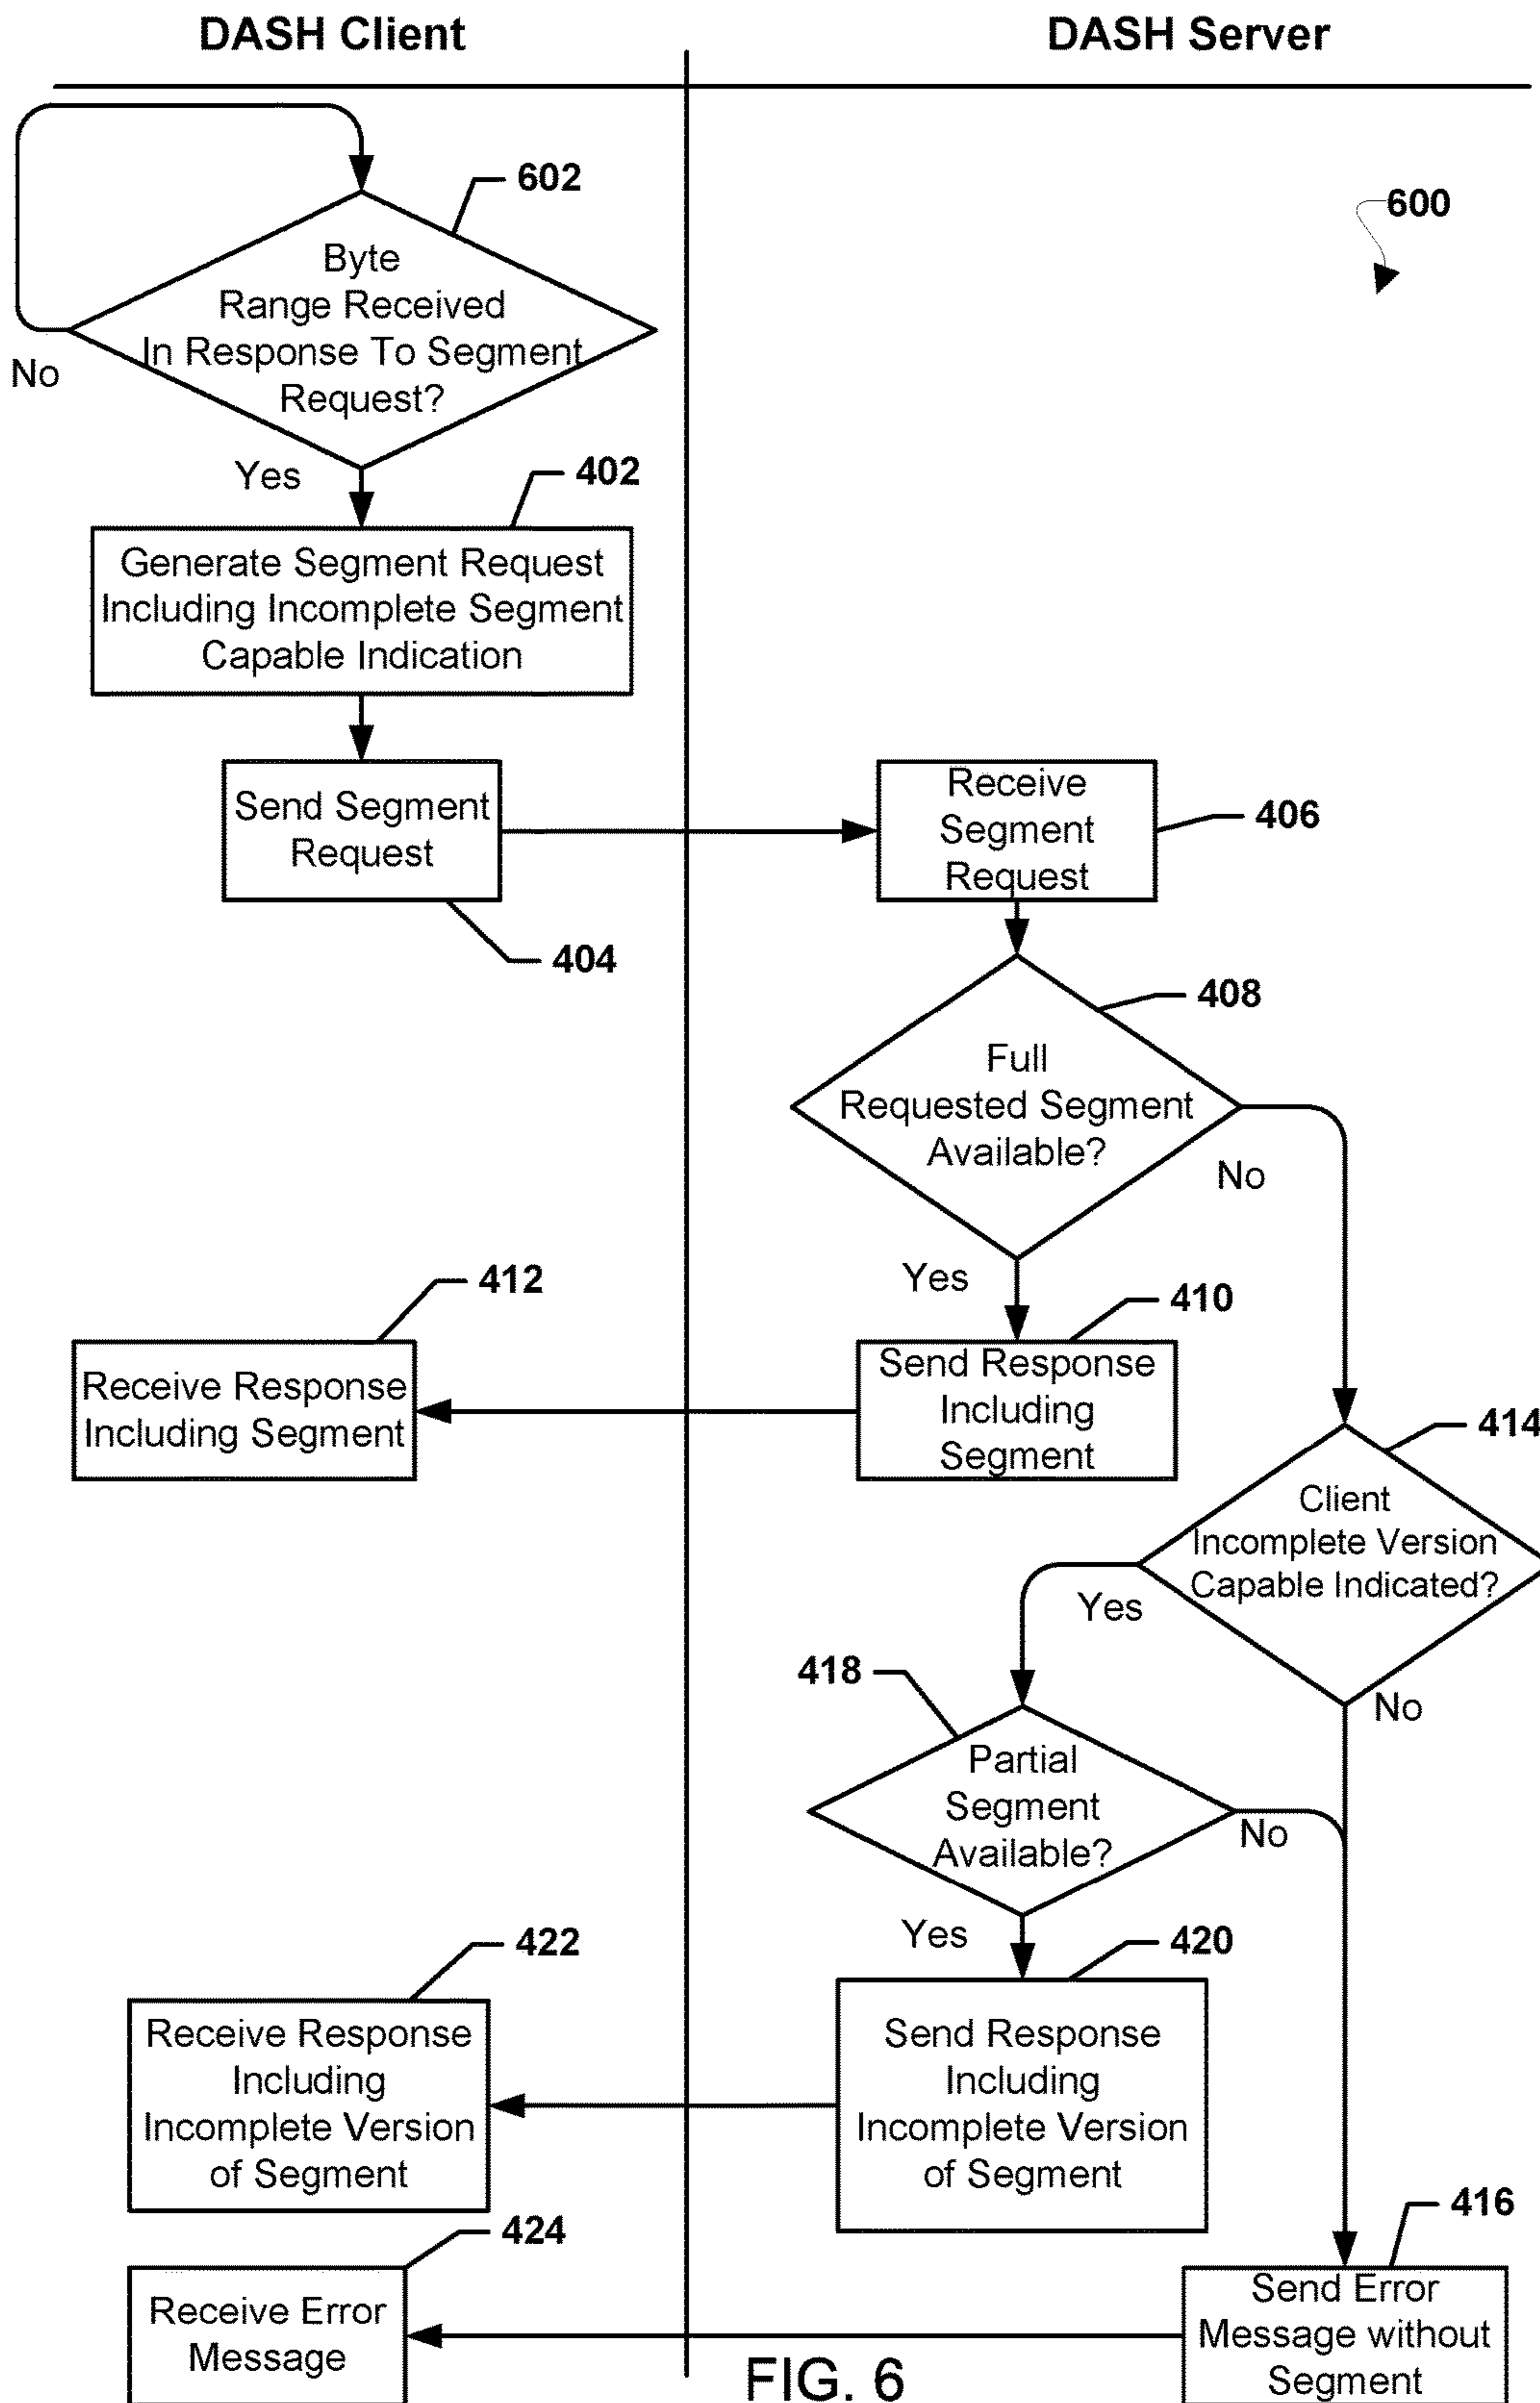 DASH Client
DASH Server
602
600
Byte
Range Received
In Response To Segment
Request?
No
Yes
402
Generate Segment Request
Including Incomplete Segment
Capable Indication
Send Segment
Request
404
Receive
Segment
Request
406
408
Full
Requested Segment
Available?
No
Yes
412
410
Receive Response
Including Segment
Send Response
Including
Segment
414
Client
Incomplete Version
Capable Indicated?
Yes
No
418
Partial
Segment
Available?
No
Yes
422
420
Receive Response
Including
Incomplete Version
of Segment
Send Response
Including
Incomplete Version
of Segment
424
416
Receive Error
Message
Send Error
Message without
Segment
FIG. 6